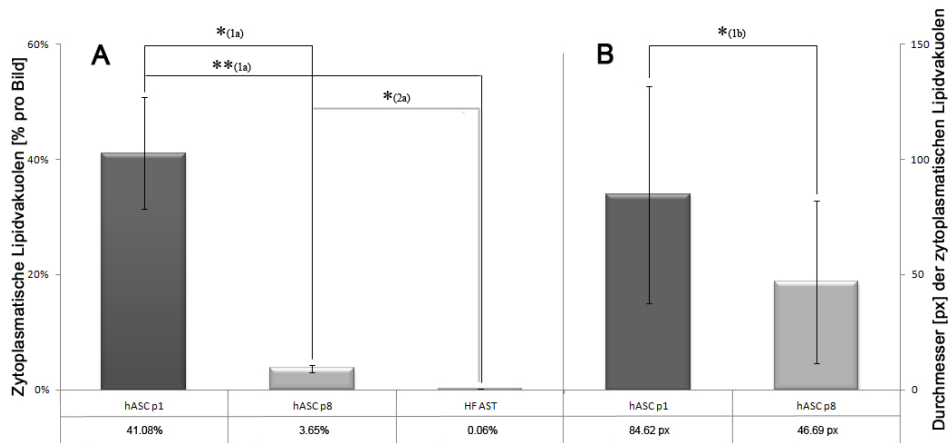 Zytoplasmatische Lipidvakuolen [% pro Bild]
60%
40%
20%
0%
A
*(1a)
**(1a)
*(2a)
hASC p1
hASC p8
HF AST
41.08%
3.65%
0.06%
B
*(1b)
hASC p1
hASC p8
84.62 px
46.69 px
150
100
50
0
Durchmesser [px] der zytoplasmatischen Lipidvakuolen